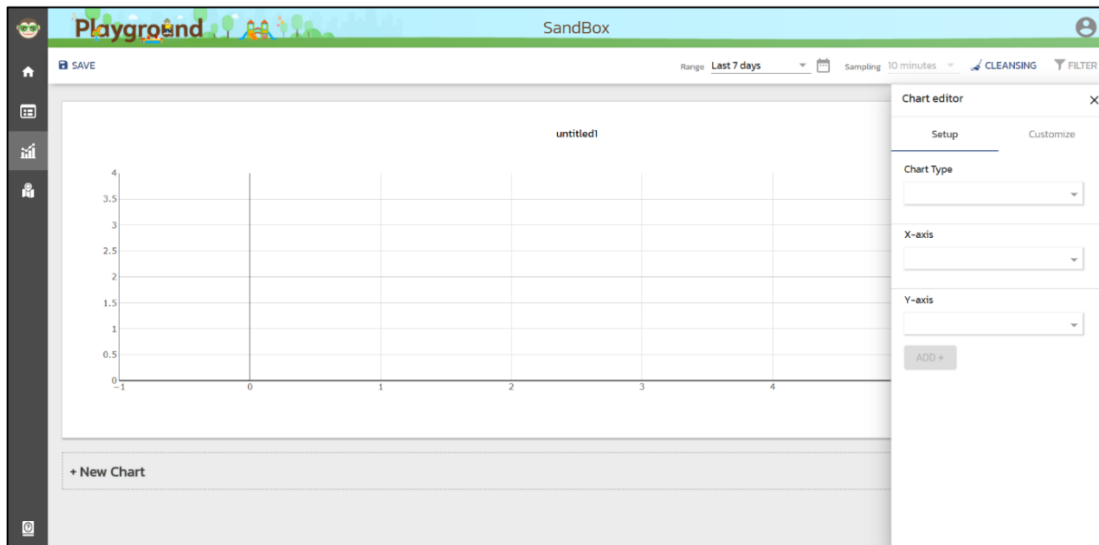 Playground
SandBox
SAVE
Range Last 7 days
Sampling 10 minutes
CLEANSING
FILTER
Chart editor
Setup Customize
Chart Type
X-axis
Y-axis
ADD +
untitled1
4
3.5
3
2.5
2
1.5
1
0.5
0
−1 0 1 2 3 4
+ New Chart